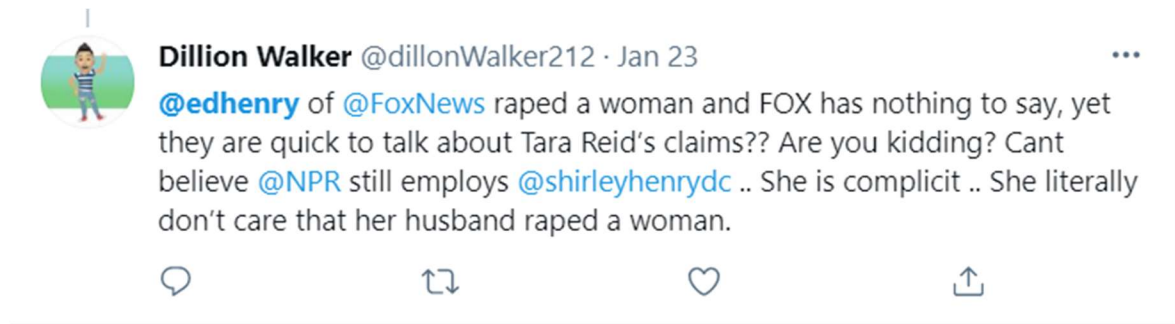 Dillion Walker @dillonWalker212 · Jan 23
@edhenry of @FoxNews raped a woman and FOX has nothing to say, yet
they are quick to talk about Tara Reid's claims?? Are you kidding? Cant
believe @NPR still employs @shirleyhenrydc .. She is complicit .. She literally
don't care that her husband raped a woman.